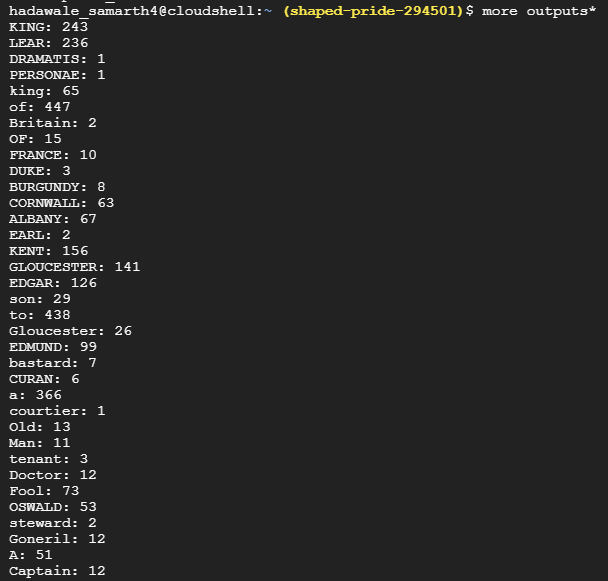 hadawale_samarth4@cloudshell:~ (shaped-pride-294501)$ more outputs*
KING: 243
LEAR: 236
DRAMATIS: 1
PERSONAE: 1
king: 65
of: 447
Britain: 2
OF: 15
FRANCE: 10
DUKE: 3
BURGUNDY: 8
CORNWALL: 63
ALBANY: 67
EARL: 2
KENT: 156
GLOUCESTER: 141
EDGAR: 126
son: 29
to: 438
Gloucester: 26
EDMUND: 99
bastard: 7
CURAN: 6
a: 366
courtier: 1
Old: 13
Man: 11
tenant: 3
Doctor: 12
Fool: 73
OSWALD: 53
steward: 2
Goneril: 12
A: 51
Captain: 12